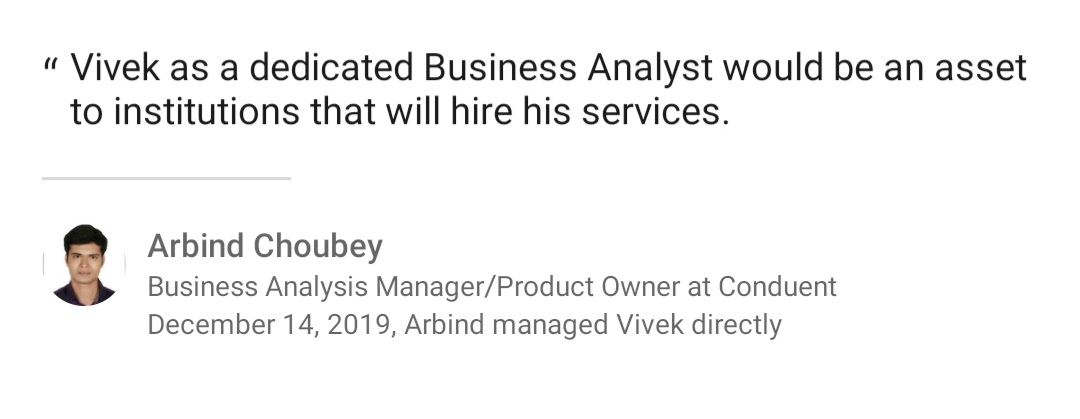 “ Vivek as a dedicated Business Analyst would be an asset
to institutions that will hire his services.
Arbind Choubey
Business Analysis Manager/Product Owner at Conduent
December 14, 2019, Arbind managed Vivek directly